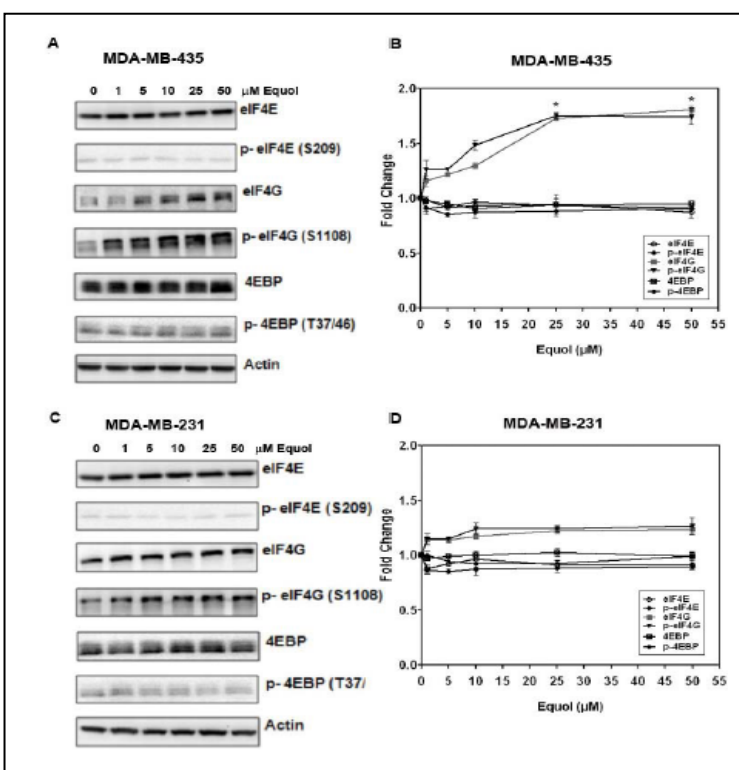 A
MDA-MB-435
0 1 5 10 25 50 μM Equol
eIF4E
p-eIF4E (S209)
eIF4G
p-eIF4G (S1108)
4EBP
p-4EBP (T37/46)
Actin
B
MDA-MB-435
2.0
1.5
1.0
0.5
0.0
Fold Change
* *
eIF4E
p-eIF4E
eIF4G
p-eIF4G
4EBP
p-4EBP
0 5 10 15 20 25 30 35 40 45 50 55
Equol (μM)
C
MDA-MB-231
0 1 5 10 25 50 μM Equol
eIF4E
p-eIF4E (S209)
eIF4G
p-eIF4G (S1108)
4EBP
p-4EBP (T37/
Actin
D
MDA-MB-231
2.0
1.5
1.0
0.5
0.0
Fold Change
eIF4E
p-eIF4E
eIF4G
p-eIF4G
4EBP
p-4EBP
0 5 10 15 20 25 30 35 40 45 50 55
Equol (μM)